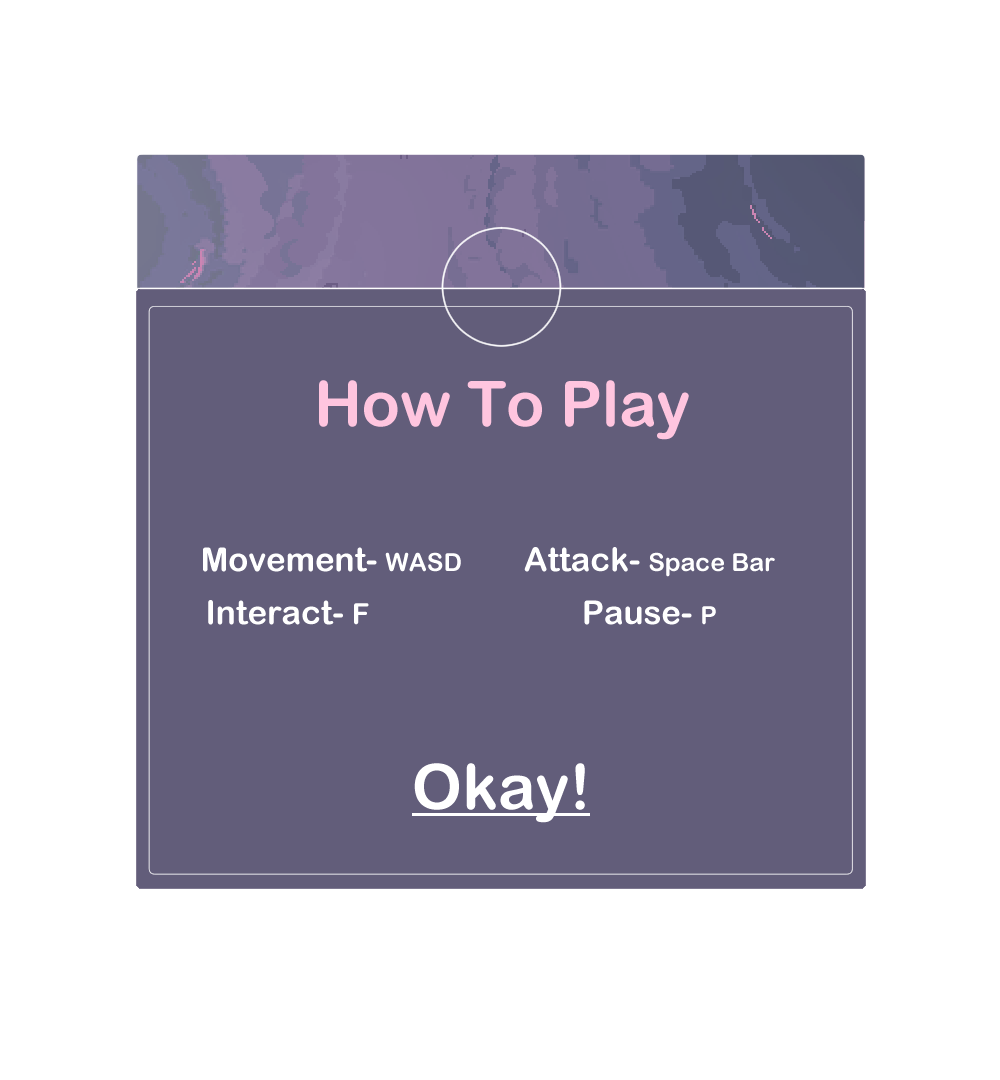 How To Play
Movement- WASD Attack- Space Bar
Interact- F Pause- P
Okay!